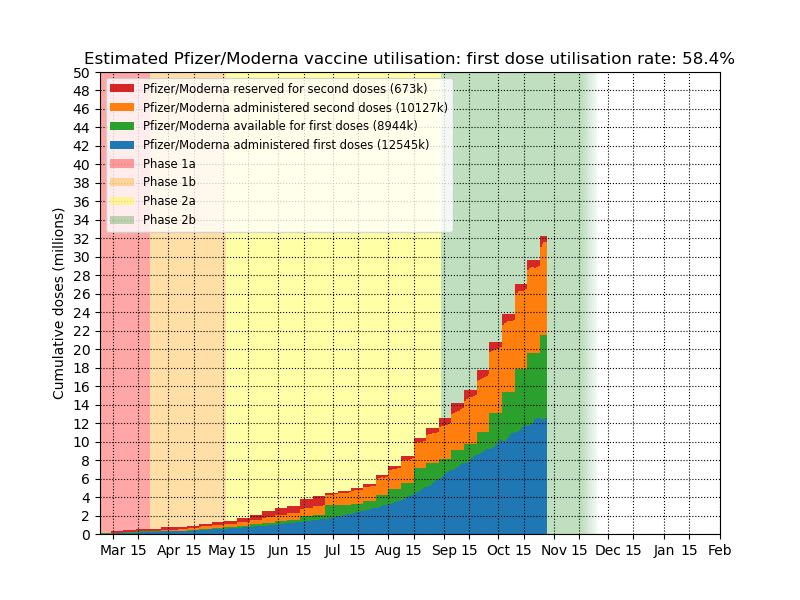 Estimated Pfizer/Moderna vaccine utilisation: first dose utilisation rate: 58.4%
50
48
46
44
42
40
38
36
34
32
30
28
26
24
22
20
18
16
14
12
10
8
6
4
2
0
Cumulative doses (millions)
Pfizer/Moderna reserved for second doses (673k)
Pfizer/Moderna administered second doses (10127k)
Pfizer/Moderna available for first doses (8944k)
Pfizer/Moderna administered first doses (12545k)
Phase 1a
Phase 1b
Phase 2a
Phase 2b
Mar 15 Apr 15 May 15 Jun 15 Jul 15 Aug 15 Sep 15 Oct 15 Nov 15 Dec 15 Jan 15 Feb